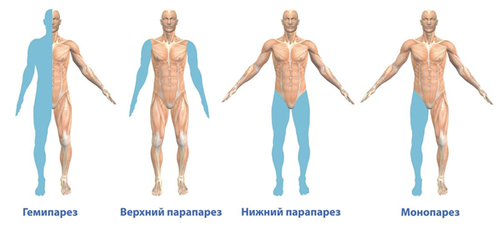 Гемипарез
Верхний парапарез
Нижний парапарез
Монопарез